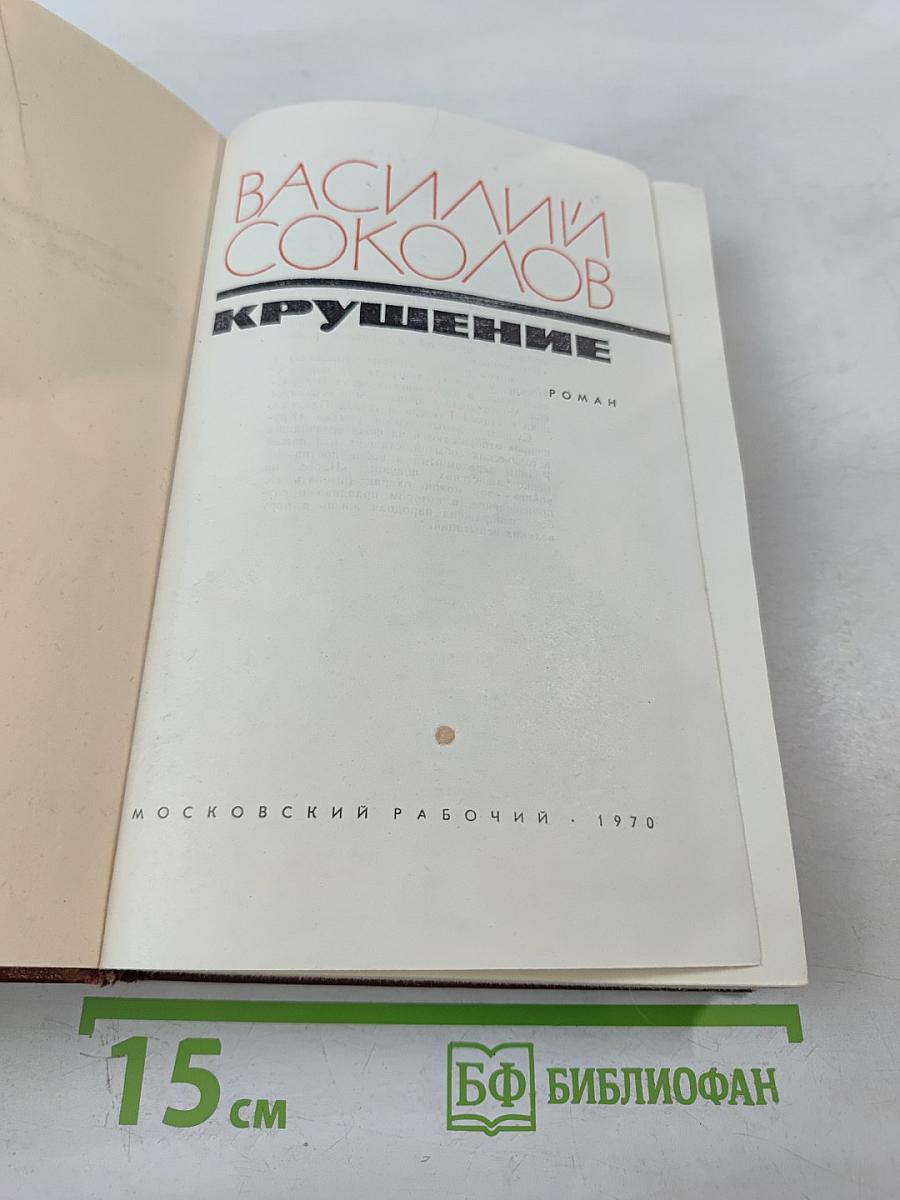 ВАСИЛИЙ
СОКОЛОВ
КРУШЕНИЕ
РОМАН
МОСКОВСКИЙ РАБОЧИЙ · 1970
15 см
БФ БИБЛИОФАН